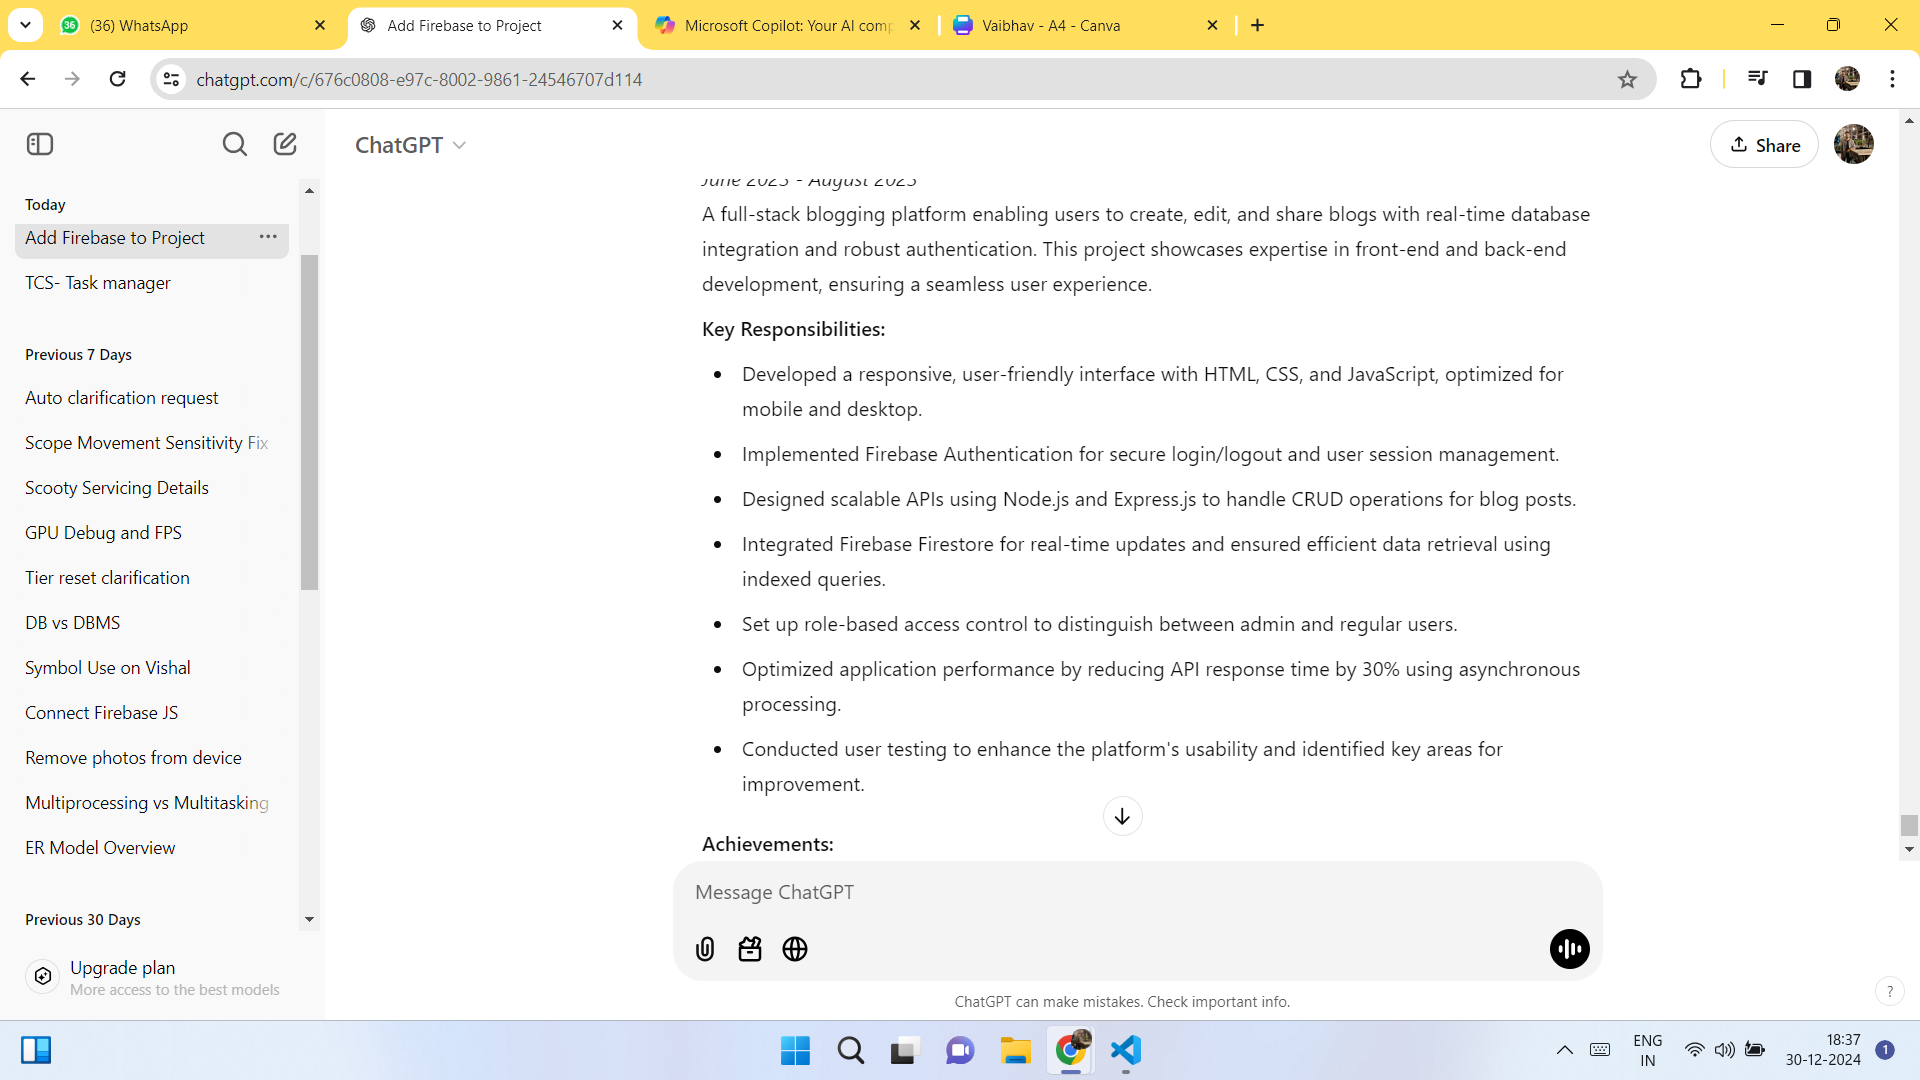 (36) WhatsApp
Add Firebase to Project
Microsoft Copilot: Your AI comp
Vaibhav - A4 - Canva
chatgpt.com/c/676c0808-e97c-8002-9861-24546707d114
ChatGPT
Share
Today
Add Firebase to Project
TCS- Task manager
Previous 7 Days
Auto clarification request
Scope Movement Sensitivity Fix
Scooty Servicing Details
GPU Debug and FPS
Tier reset clarification
DB vs DBMS
Symbol Use on Vishal
Connect Firebase JS
Remove photos from device
Multiprocessing vs Multitasking
ER Model Overview
Previous 30 Days
Upgrade plan
More access to the best models
June 2023 - August 2023
A full-stack blogging platform enabling users to create, edit, and share blogs with real-time database
integration and robust authentication. This project showcases expertise in front-end and back-end
development, ensuring a seamless user experience.
Key Responsibilities:
Developed a responsive, user-friendly interface with HTML, CSS, and JavaScript, optimized for
mobile and desktop.
Implemented Firebase Authentication for secure login/logout and user session management.
Designed scalable APIs using Node.js and Express.js to handle CRUD operations for blog posts.
Integrated Firebase Firestore for real-time updates and ensured efficient data retrieval using
indexed queries.
Set up role-based access control to distinguish between admin and regular users.
Optimized application performance by reducing API response time by 30% using asynchronous
processing.
Conducted user testing to enhance the platform's usability and identified key areas for
improvement.
Achievements:
Message ChatGPT
ChatGPT can make mistakes. Check important info.
?
ENG
IN
18:37
30-12-2024
1